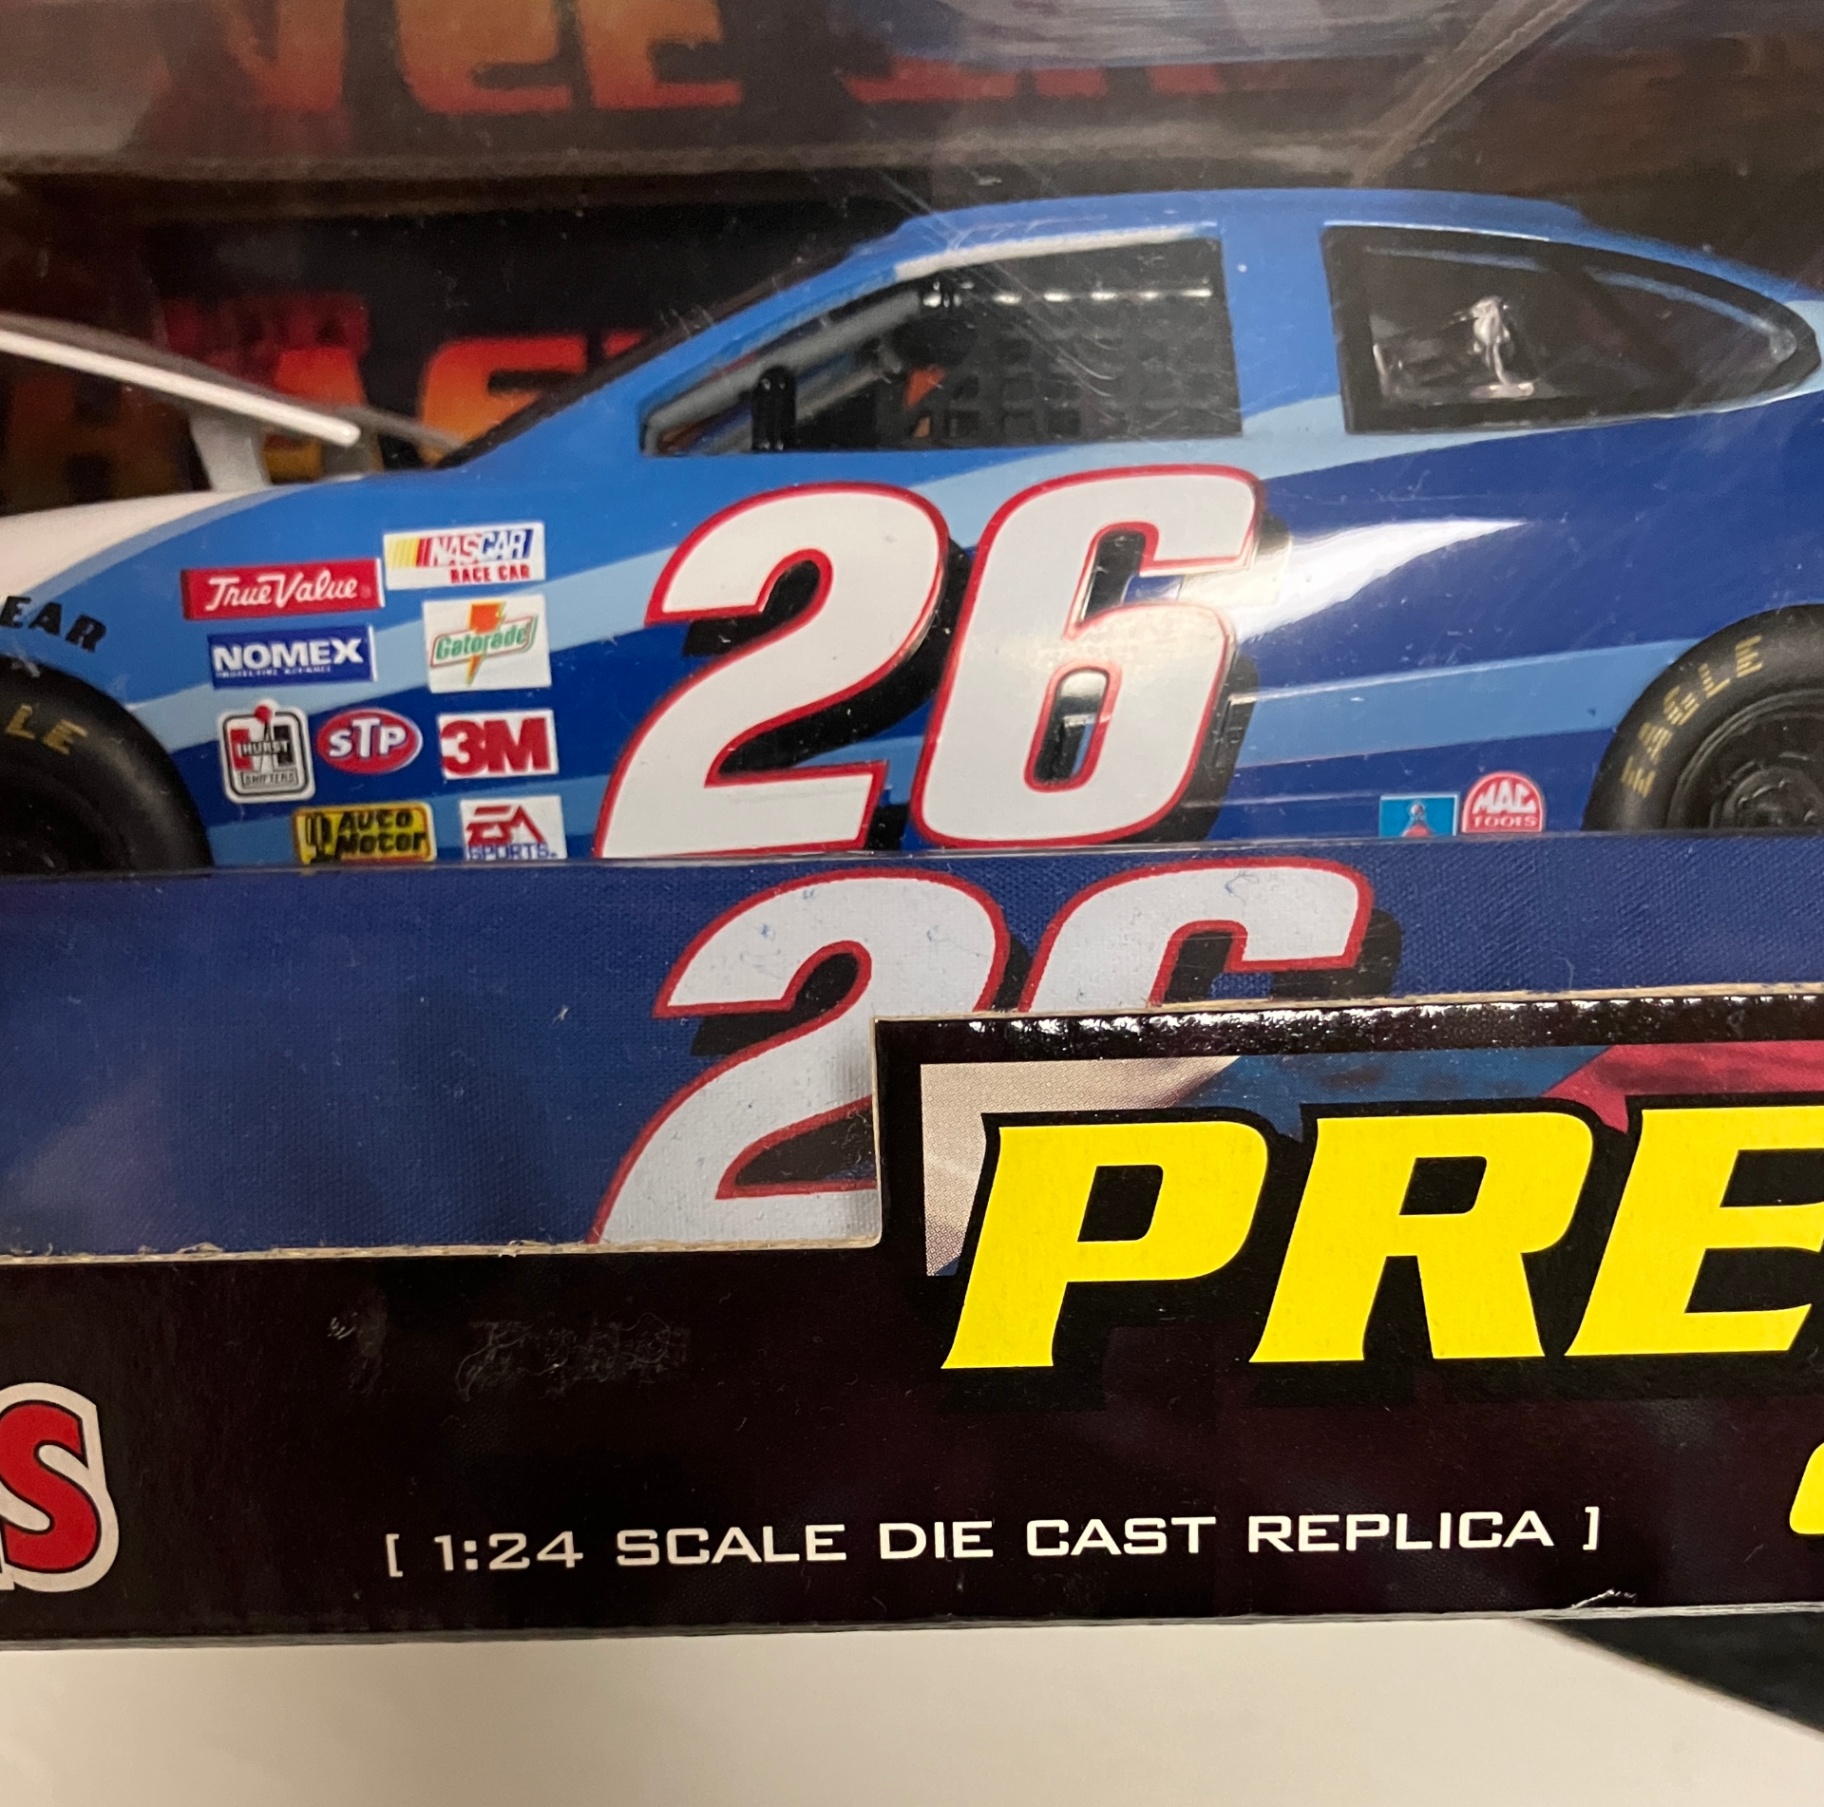 NASCAR
RACE CAR
True Value
Gatorade
NOMEX
EAR
LE
HURST
SHIFTERS
STP
3M
Auto
Meter
EA
SPORTS
26
EAGLE
MAC
TOOLS
26
PRE
S
[ 1:24 SCALE DIE CAST REPLICA ]